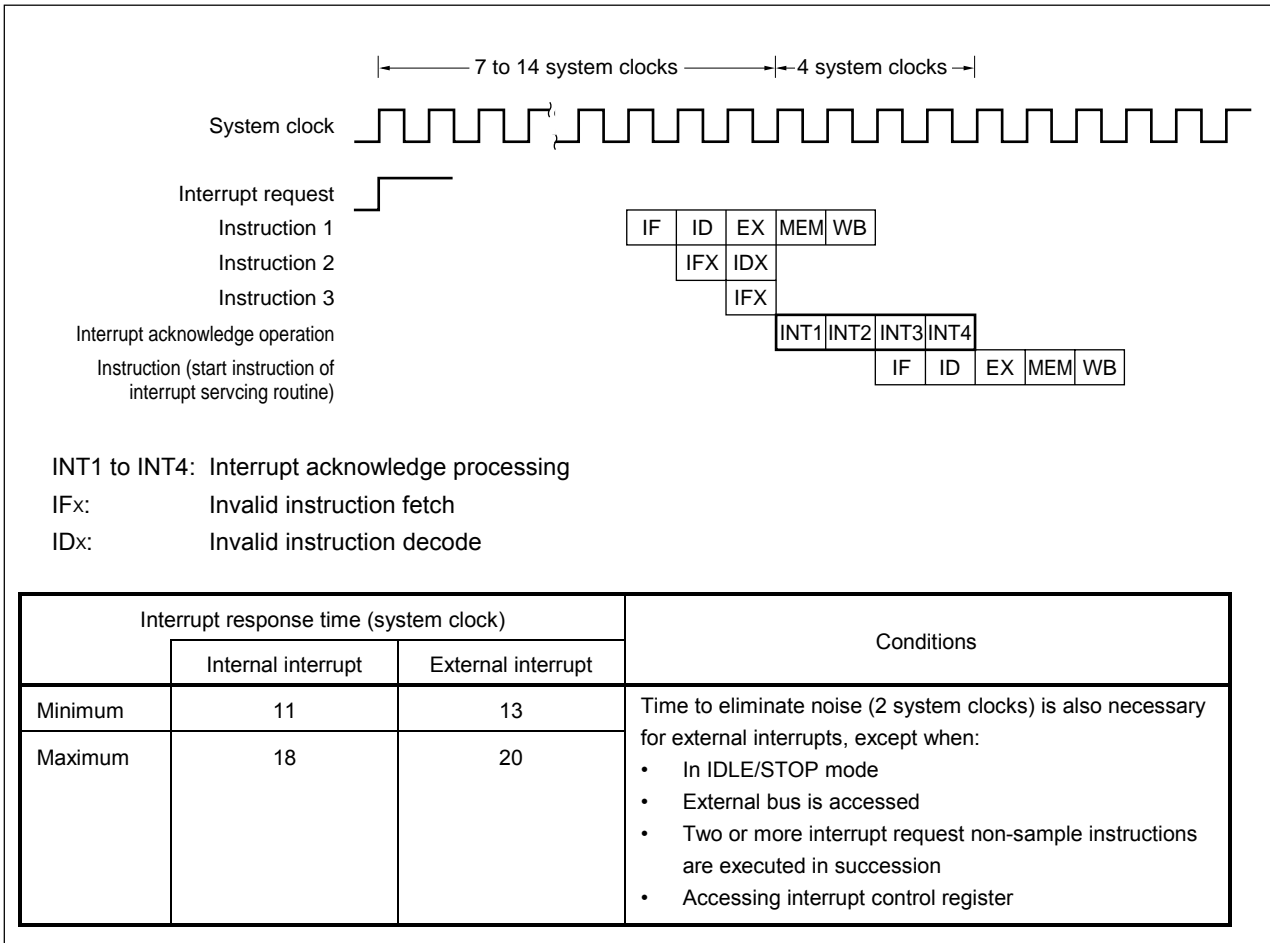 7 to 14 system clocks 4 system clocks
System clock
Interrupt request
Instruction 1 IF ID EX MEM WB
Instruction 2 IFX IDX
Instruction 3 IFX
Interrupt acknowledge operation INT1 INT2 INT3 INT4
Instruction (start instruction of
interrupt servcing routine) IF ID EX MEM WB
INT1 to INT4: Interrupt acknowledge processing
IFx: Invalid instruction fetch
IDx: Invalid instruction decode
Interrupt response time (system clock) Conditions
Internal interrupt External interrupt
Minimum 11 13 Time to eliminate noise (2 system clocks) is also necessary
for external interrupts, except when:
Maximum 18 20
• In IDLE/STOP mode
• External bus is accessed
• Two or more interrupt request non-sample instructions
are executed in succession
• Accessing interrupt control register